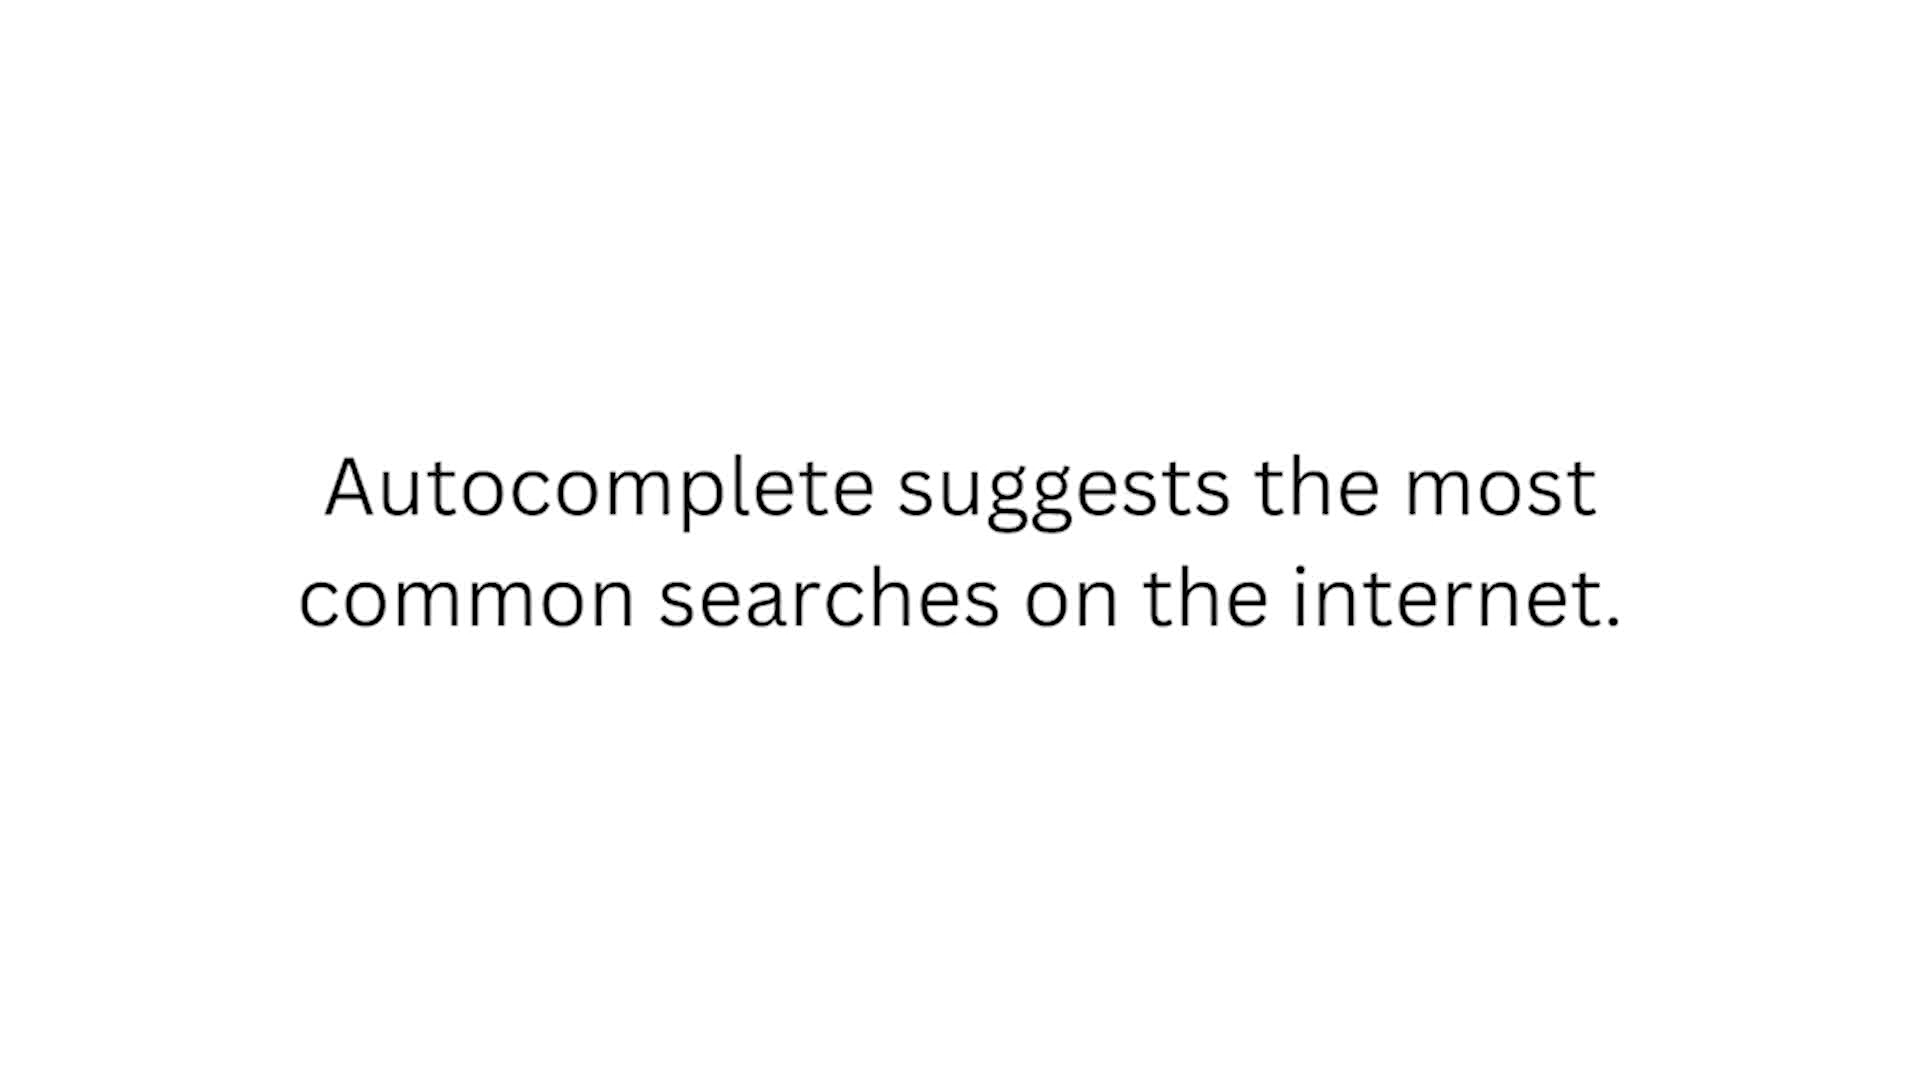 Autocomplete suggests the most
common searches on the internet.